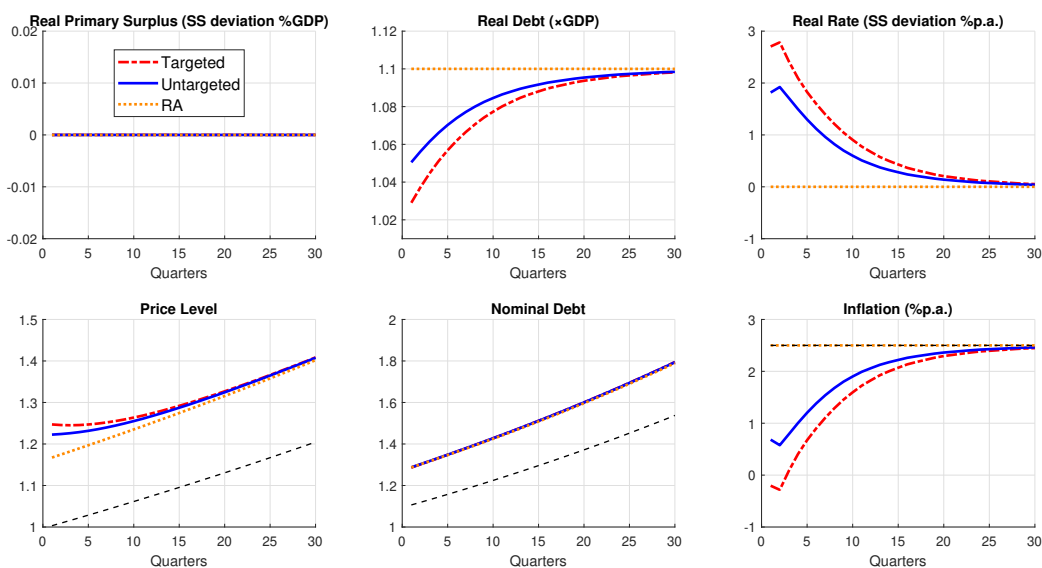 Real Primary Surplus (SS deviation %GDP)
0.02
0.01
0
-0.01
-0.02
0 5 10 15 20 25 30
Quarters
Targeted
Untargeted
RA
Real Debt (×GDP)
1.12
1.1
1.08
1.06
1.04
1.02
0 5 10 15 20 25 30
Quarters
Real Rate (SS deviation %p.a.)
3
2
1
0
-1
0 5 10 15 20 25 30
Quarters
Price Level
1.5
1.4
1.3
1.2
1.1
1
0 5 10 15 20 25 30
Quarters
Nominal Debt
2
1.8
1.6
1.4
1.2
1
0 5 10 15 20 25 30
Quarters
Inflation (%p.a.)
3
2
1
0
-1
0 5 10 15 20 25 30
Quarters